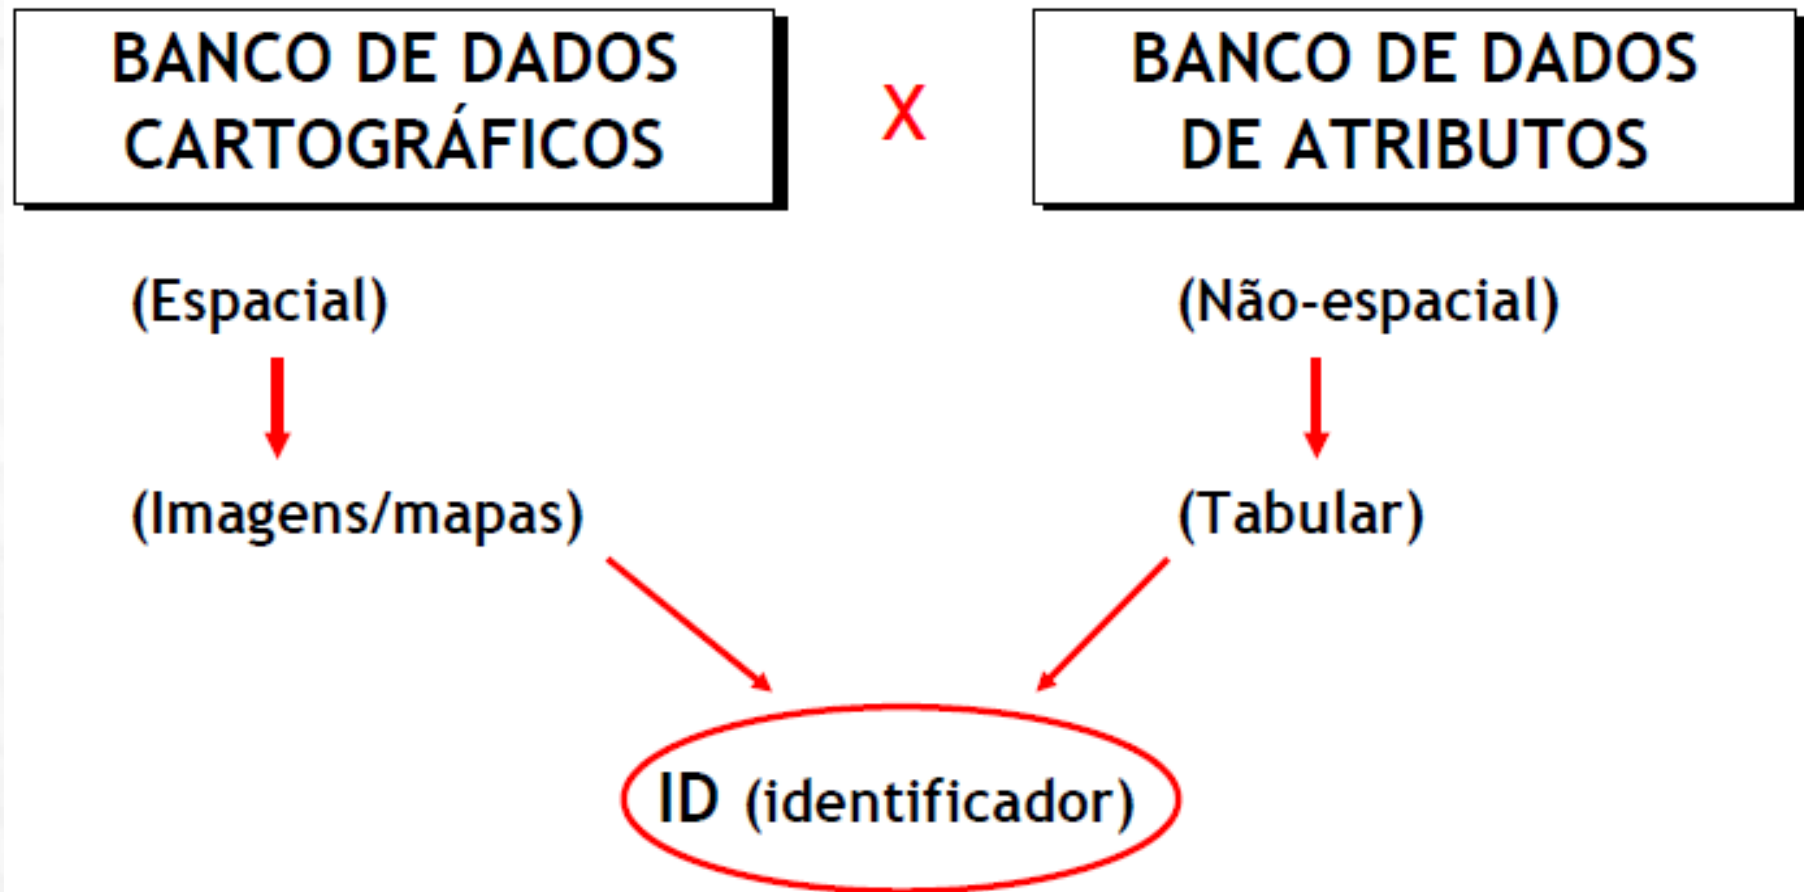 BANCO DE DADOS
CARTOGRÁFICOS
X
BANCO DE DADOS
DE ATRIBUTOS
(Espacial)
(Não-espacial)
(Imagens/mapas)
(Tabular)
ID (identificador)